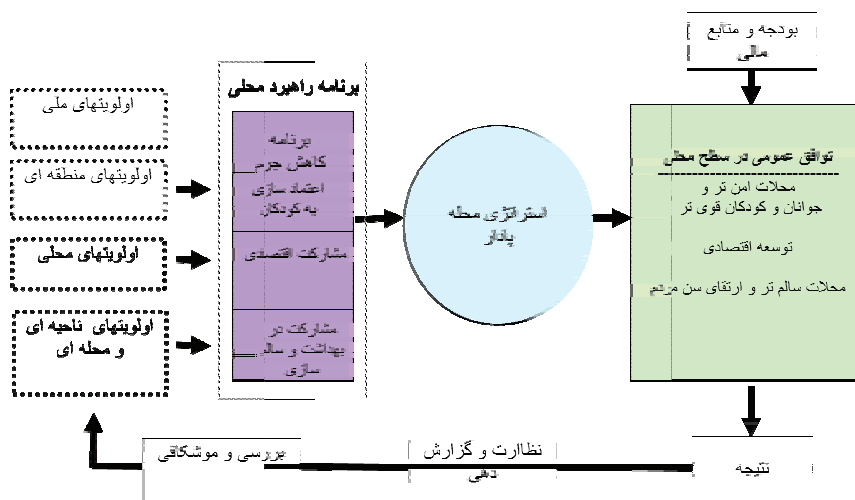 بودجه و منابع
مالی
برنامه راهبرد محلی
اولویتهای ملی
اولویتهای منطقه ای
اولویتهای محلی
اولویتهای ناحیه ای
و محله ای
برنامه
کاهش جرم
اعتماد سازی
به کودکان
مشارکت اقتصادی
مشارکت در
بهداشت و سالم
سازی
استراتژی محله
پایدار
توافق عمومی در سطح محلی
محلات امن تر و
جوانان و کودکان قوی تر
توسعه اقتصادی
محلات سالم تر و ارتقای سن مردم
نتیجه
نظاارت و گزارش
دهی
بررسی و موشکافی